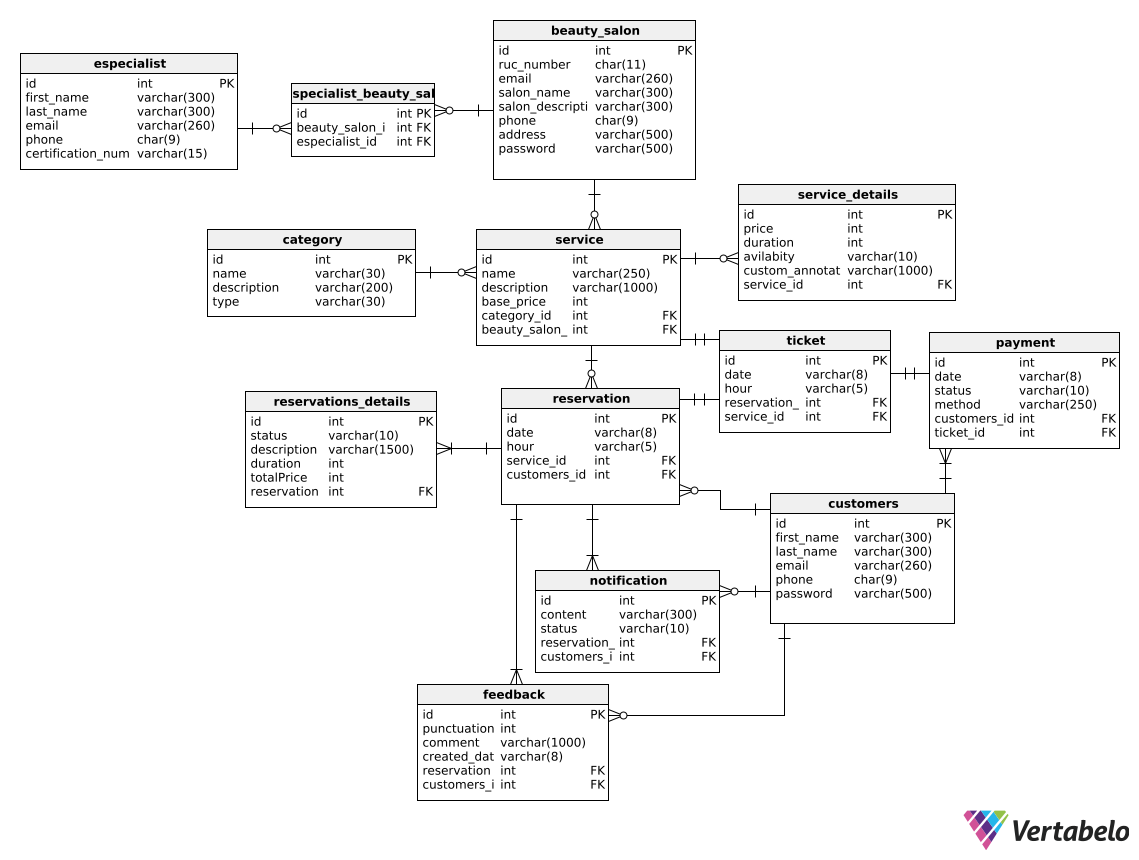 beauty_salon
id int PK
ruc_number char(11)
email varchar(260)
salon_name varchar(300)
salon_descripti varchar(300)
phone char(9)
address varchar(500)
password varchar(500)
especialist
id int PK
first_name varchar(300)
last_name varchar(300)
email varchar(260)
phone char(9)
certification_num varchar(15)
specialist_beauty_sal
id int PK
beauty_salon_i int FK
especialist_id int FK
service_details
id int PK
price int
duration int
avilabity varchar(10)
custom_annotat varchar(1000)
service_id int FK
category
id int PK
name varchar(30)
description varchar(200)
type varchar(30)
service
id int PK
name varchar(250)
description varchar(1000)
base_price int
category_id int FK
beauty_salon_ int FK
ticket
id int PK
date varchar(8)
hour varchar(5)
reservation_ int FK
service_id int FK
payment
id int PK
date varchar(8)
status varchar(10)
method varchar(250)
customers_id int FK
ticket_id int FK
reservations_details
id int PK
status varchar(10)
description varchar(1500)
duration int
totalPrice int
reservation int FK
reservation
id int PK
date varchar(8)
hour varchar(5)
service_id int FK
customers_id int FK
customers
id int PK
first_name varchar(300)
last_name varchar(300)
email varchar(260)
phone char(9)
password varchar(500)
notification
id int PK
content varchar(300)
status varchar(10)
reservation_ int FK
customers_i int FK
feedback
id int PK
punctuation int
comment varchar(1000)
created_dat varchar(8)
reservation int FK
customers_i int FK
Vertabelo